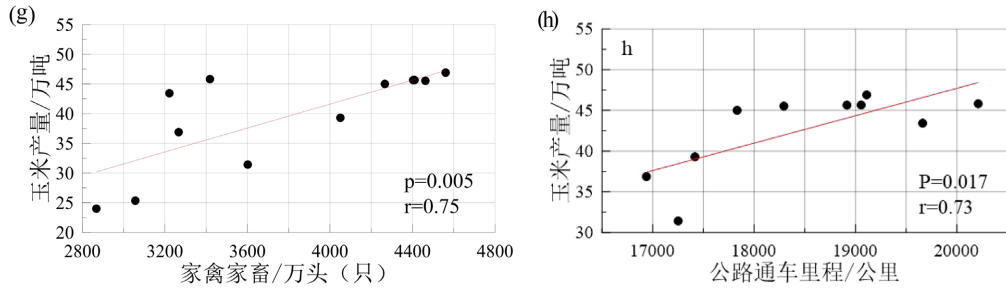 (g)
55
50
45
40
35
30
25
20
玉米产量/万吨
p=0.005
r=0.75
2800 3200 3600 4000 4400 4800
家禽家畜/万头（只）
(h)
h
55
50
45
40
35
30
玉米产量/万吨
P=0.017
r=0.73
17000 18000 19000 20000
公路通车里程/公里